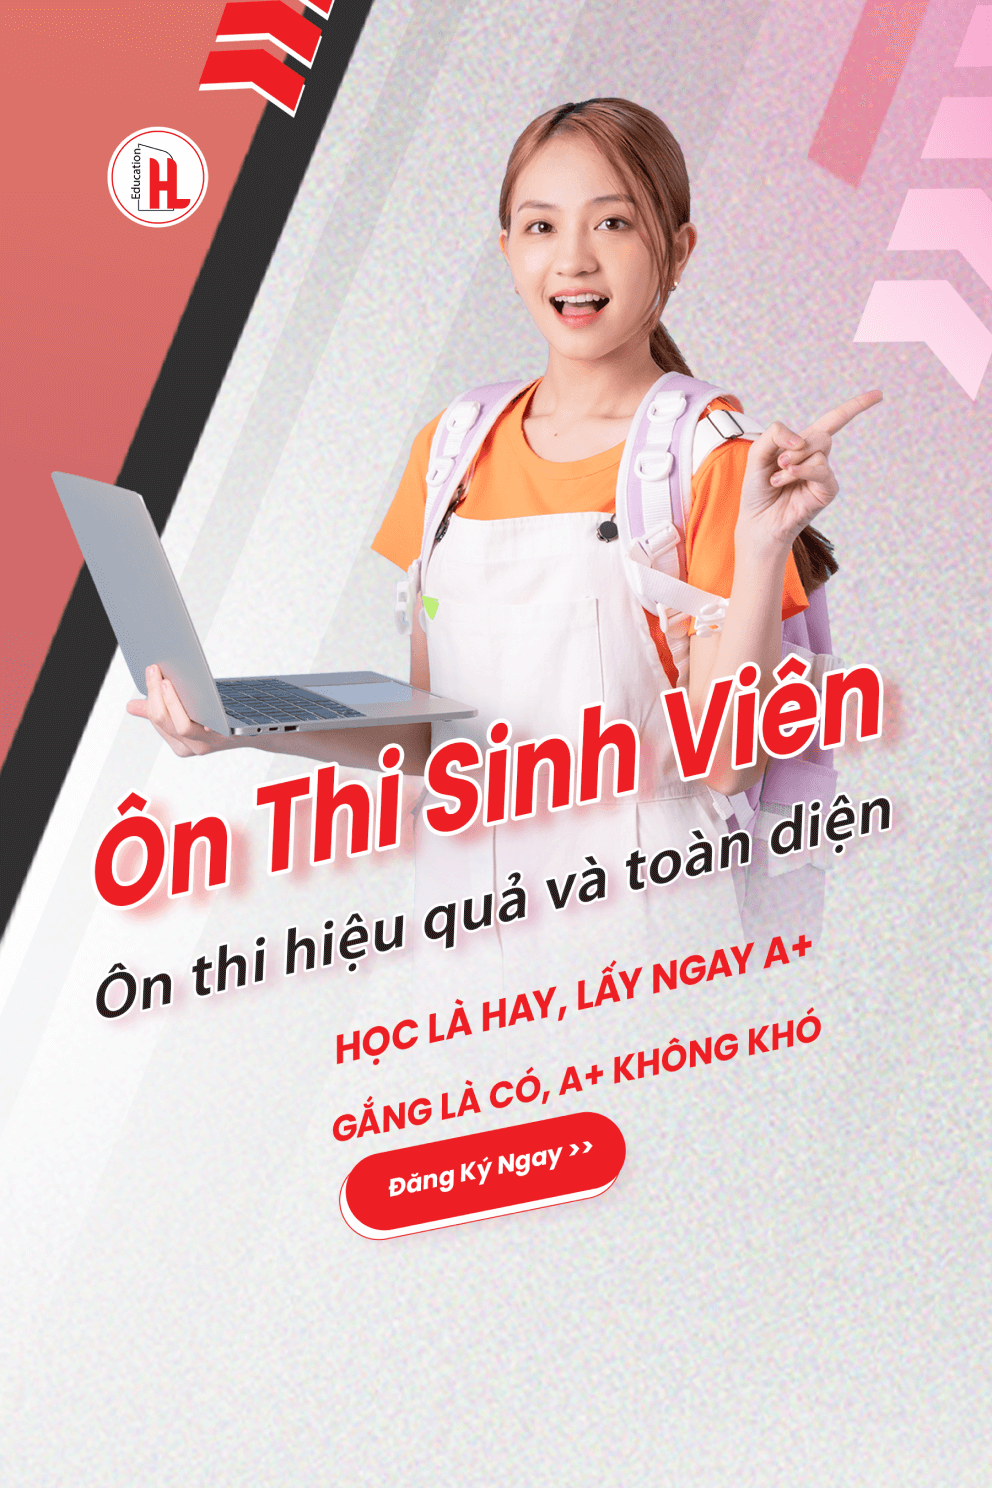 Education
HL
Ôn Thi Sinh Viên
Ôn thi hiệu quả và toàn diện
HỌC LÀ HAY, LẤY NGAY A+
GẮNG LÀ CÓ, A+ KHÔNG KHÓ
Đăng Ký Ngay >>